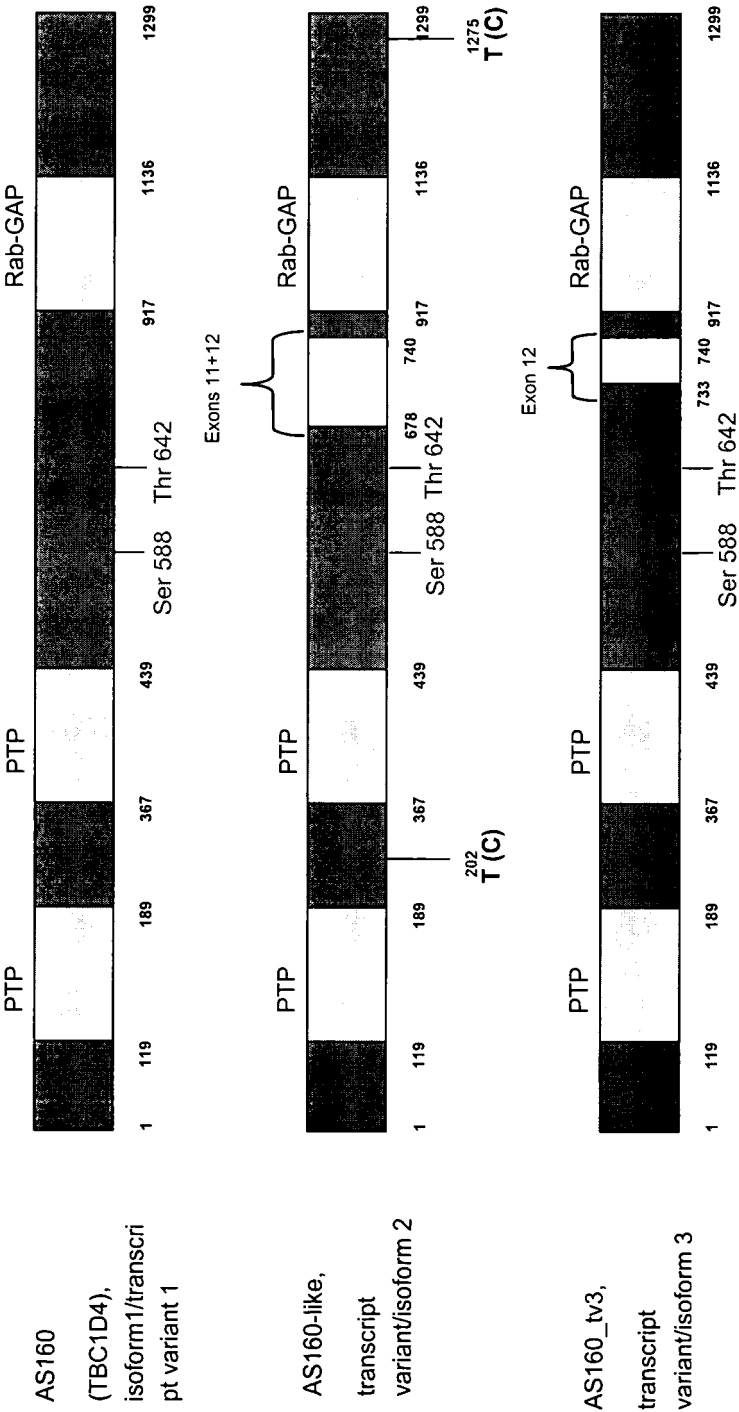 AS160
(TBC1D4),
isoform1/transcri
pt variant 1
PTP
PTP
Rab-GAP
1
119
189
367
439
917
1136
1299
Ser 588
Thr 642
AS160-like,
transcript
variant/isoform 2
Exons 11+12
PTP
PTP
Rab-GAP
1
119
189
367
439
678
740
917
1136
1299
202
T (C)
Ser 588
Thr 642
1275
T (C)
AS160_tv3,
transcript
variant/isoform 3
Exon 12
PTP
PTP
Rab-GAP
1
119
189
367
439
733
740
917
1136
1299
Ser 588
Thr 642